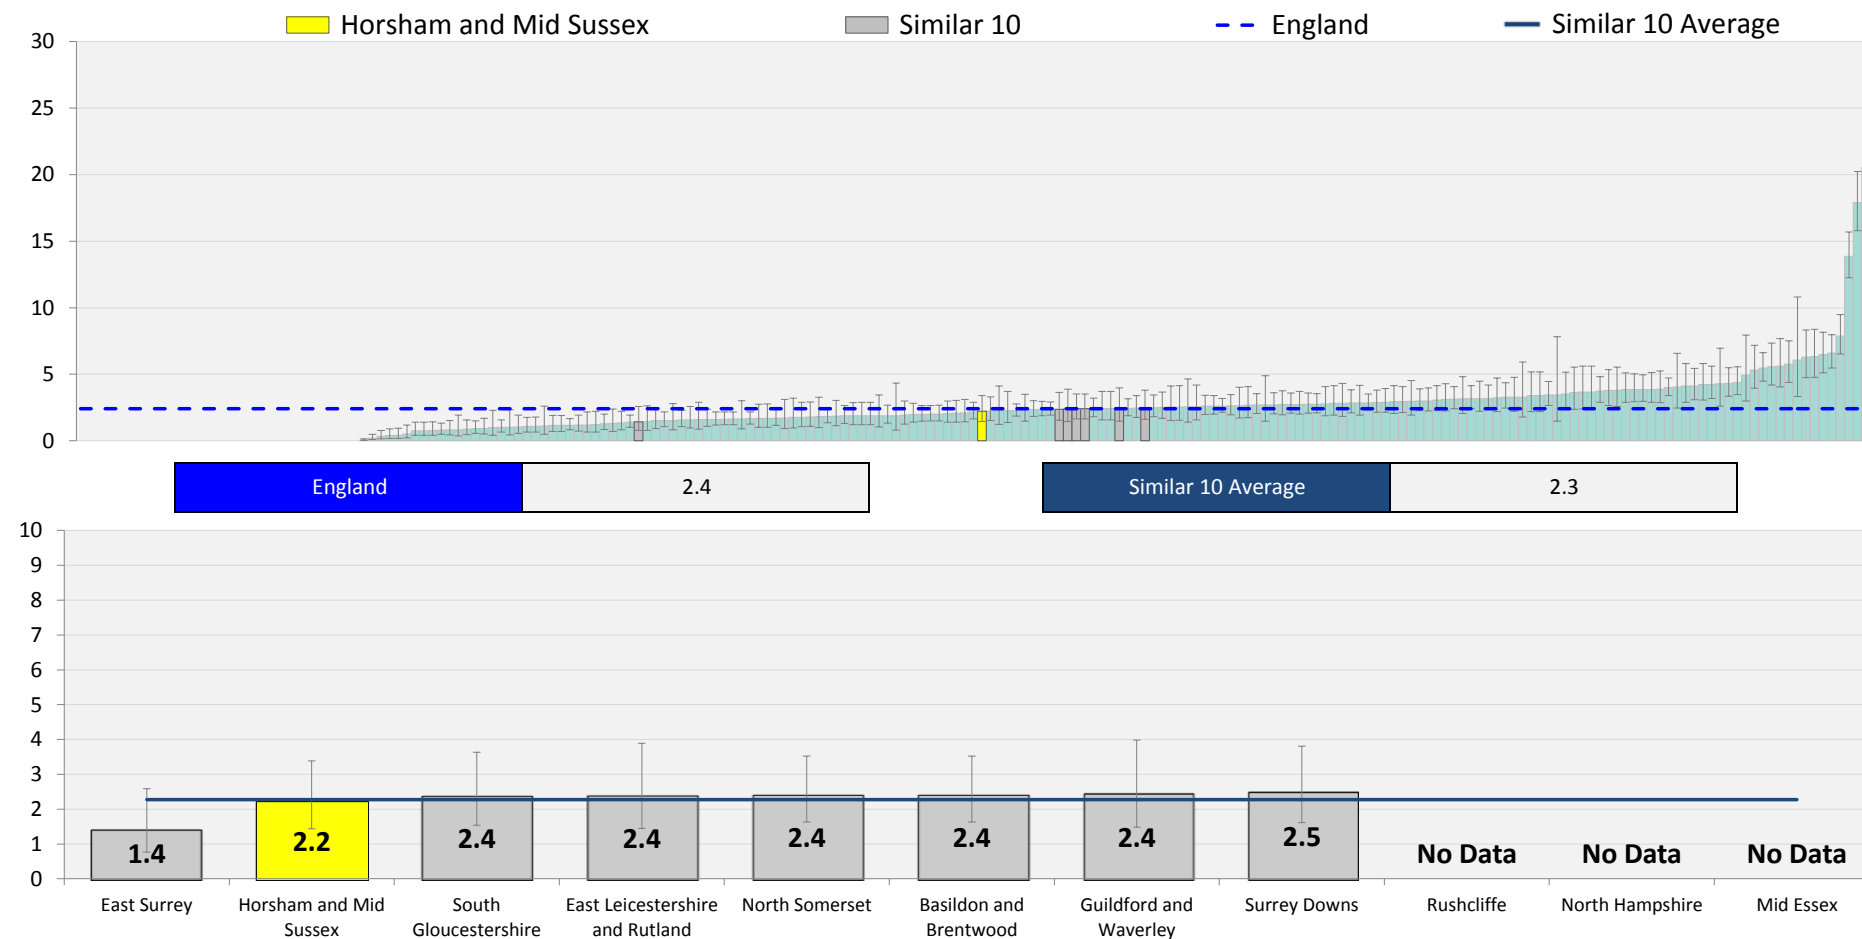 Horsham and Mid Sussex
Similar 10
England
Similar 10 Average
30
25
20
15
10
5
0
England
2.4
Similar 10 Average
2.3
10
9
8
7
6
5
4
3
2
1
0
1.4
2.2
2.4
2.4
2.4
2.4
2.4
2.5
No Data
No Data
No Data
East Surrey
Horsham and Mid
Sussex
South
Gloucestershire
East Leicestershire
and Rutland
North Somerset
Basildon and
Brentwood
Guildford and
Waverley
Surrey Downs
Rushcliffe
North Hampshire
Mid Essex